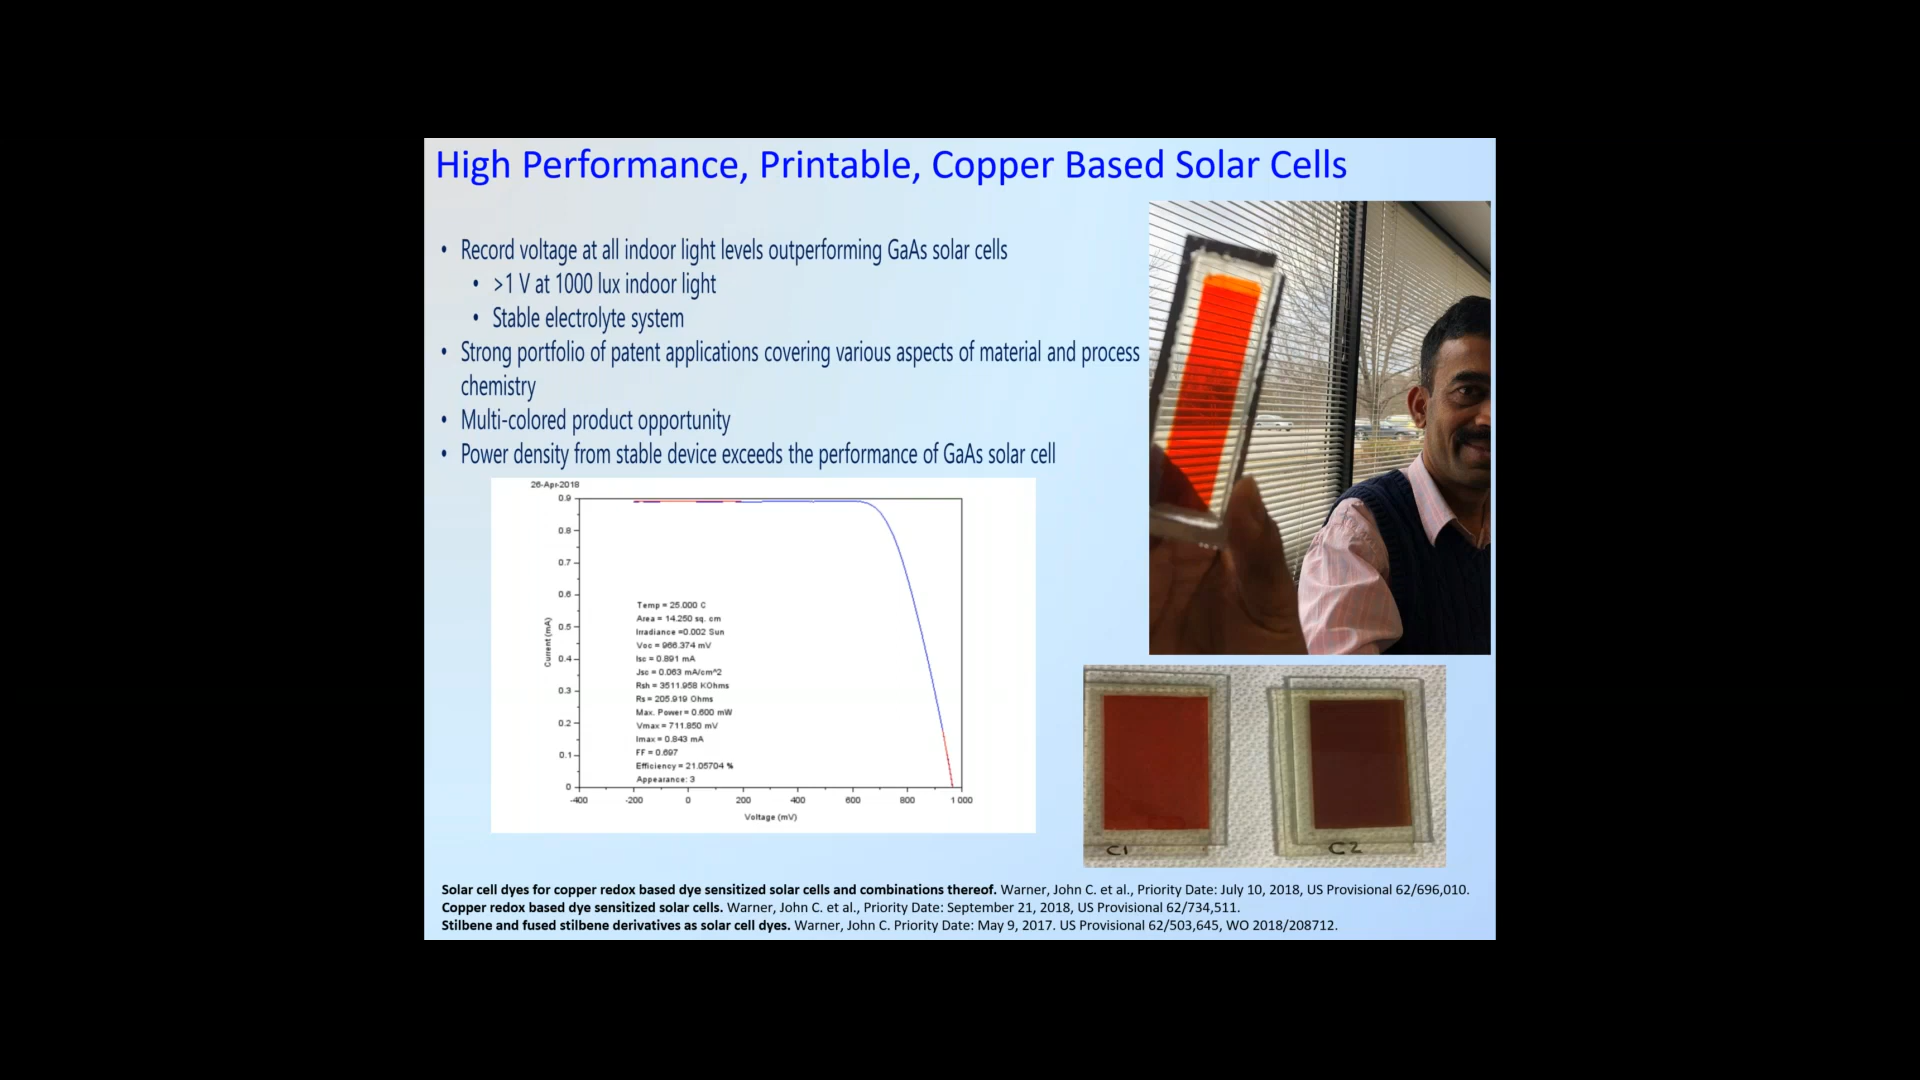 High Performance, Printable, Copper Based Solar Cells
• Record voltage at all indoor light levels outperforming GaAs solar cells
• >1 V at 1000 lux indoor light
• Stable electrolyte system
• Strong portfolio of patent applications covering various aspects of material and process
chemistry
• Multi-colored product opportunity
• Power density from stable device exceeds the performance of GaAs solar cell
26-Apr-2018
0.9
0.8
0.7
0.6
0.5
0.4
0.3
0.2
0.1
0
Current (mA)
Temp = 25.000 C
Area = 14.250 sq. cm
Irradiance =0.002 Sun
Voc = 966.374 mV
Isc = 0.891 mA
Jsc = 0.063 mA/cm^2
Rsh = 3511.958 KOhms
Rs = 205.919 Ohms
Max. Power = 0.600 mW
Vmax = 711.850 mV
Imax = 0.843 mA
FF = 0.697
Efficiency = 21.05704 %
Appearance: 3
-400 -200 0 200 400 600 800 1 000
Voltage (mV)
C1 C2
Solar cell dyes for copper redox based dye sensitized solar cells and combinations thereof. Warner, John C. et al., Priority Date: July 10, 2018, US Provisional 62/696,010.
Copper redox based dye sensitized solar cells. Warner, John C. et al., Priority Date: September 21, 2018, US Provisional 62/734,511.
Stilbene and fused stilbene derivatives as solar cell dyes. Warner, John C. Priority Date: May 9, 2017. US Provisional 62/503,645, WO 2018/208712.